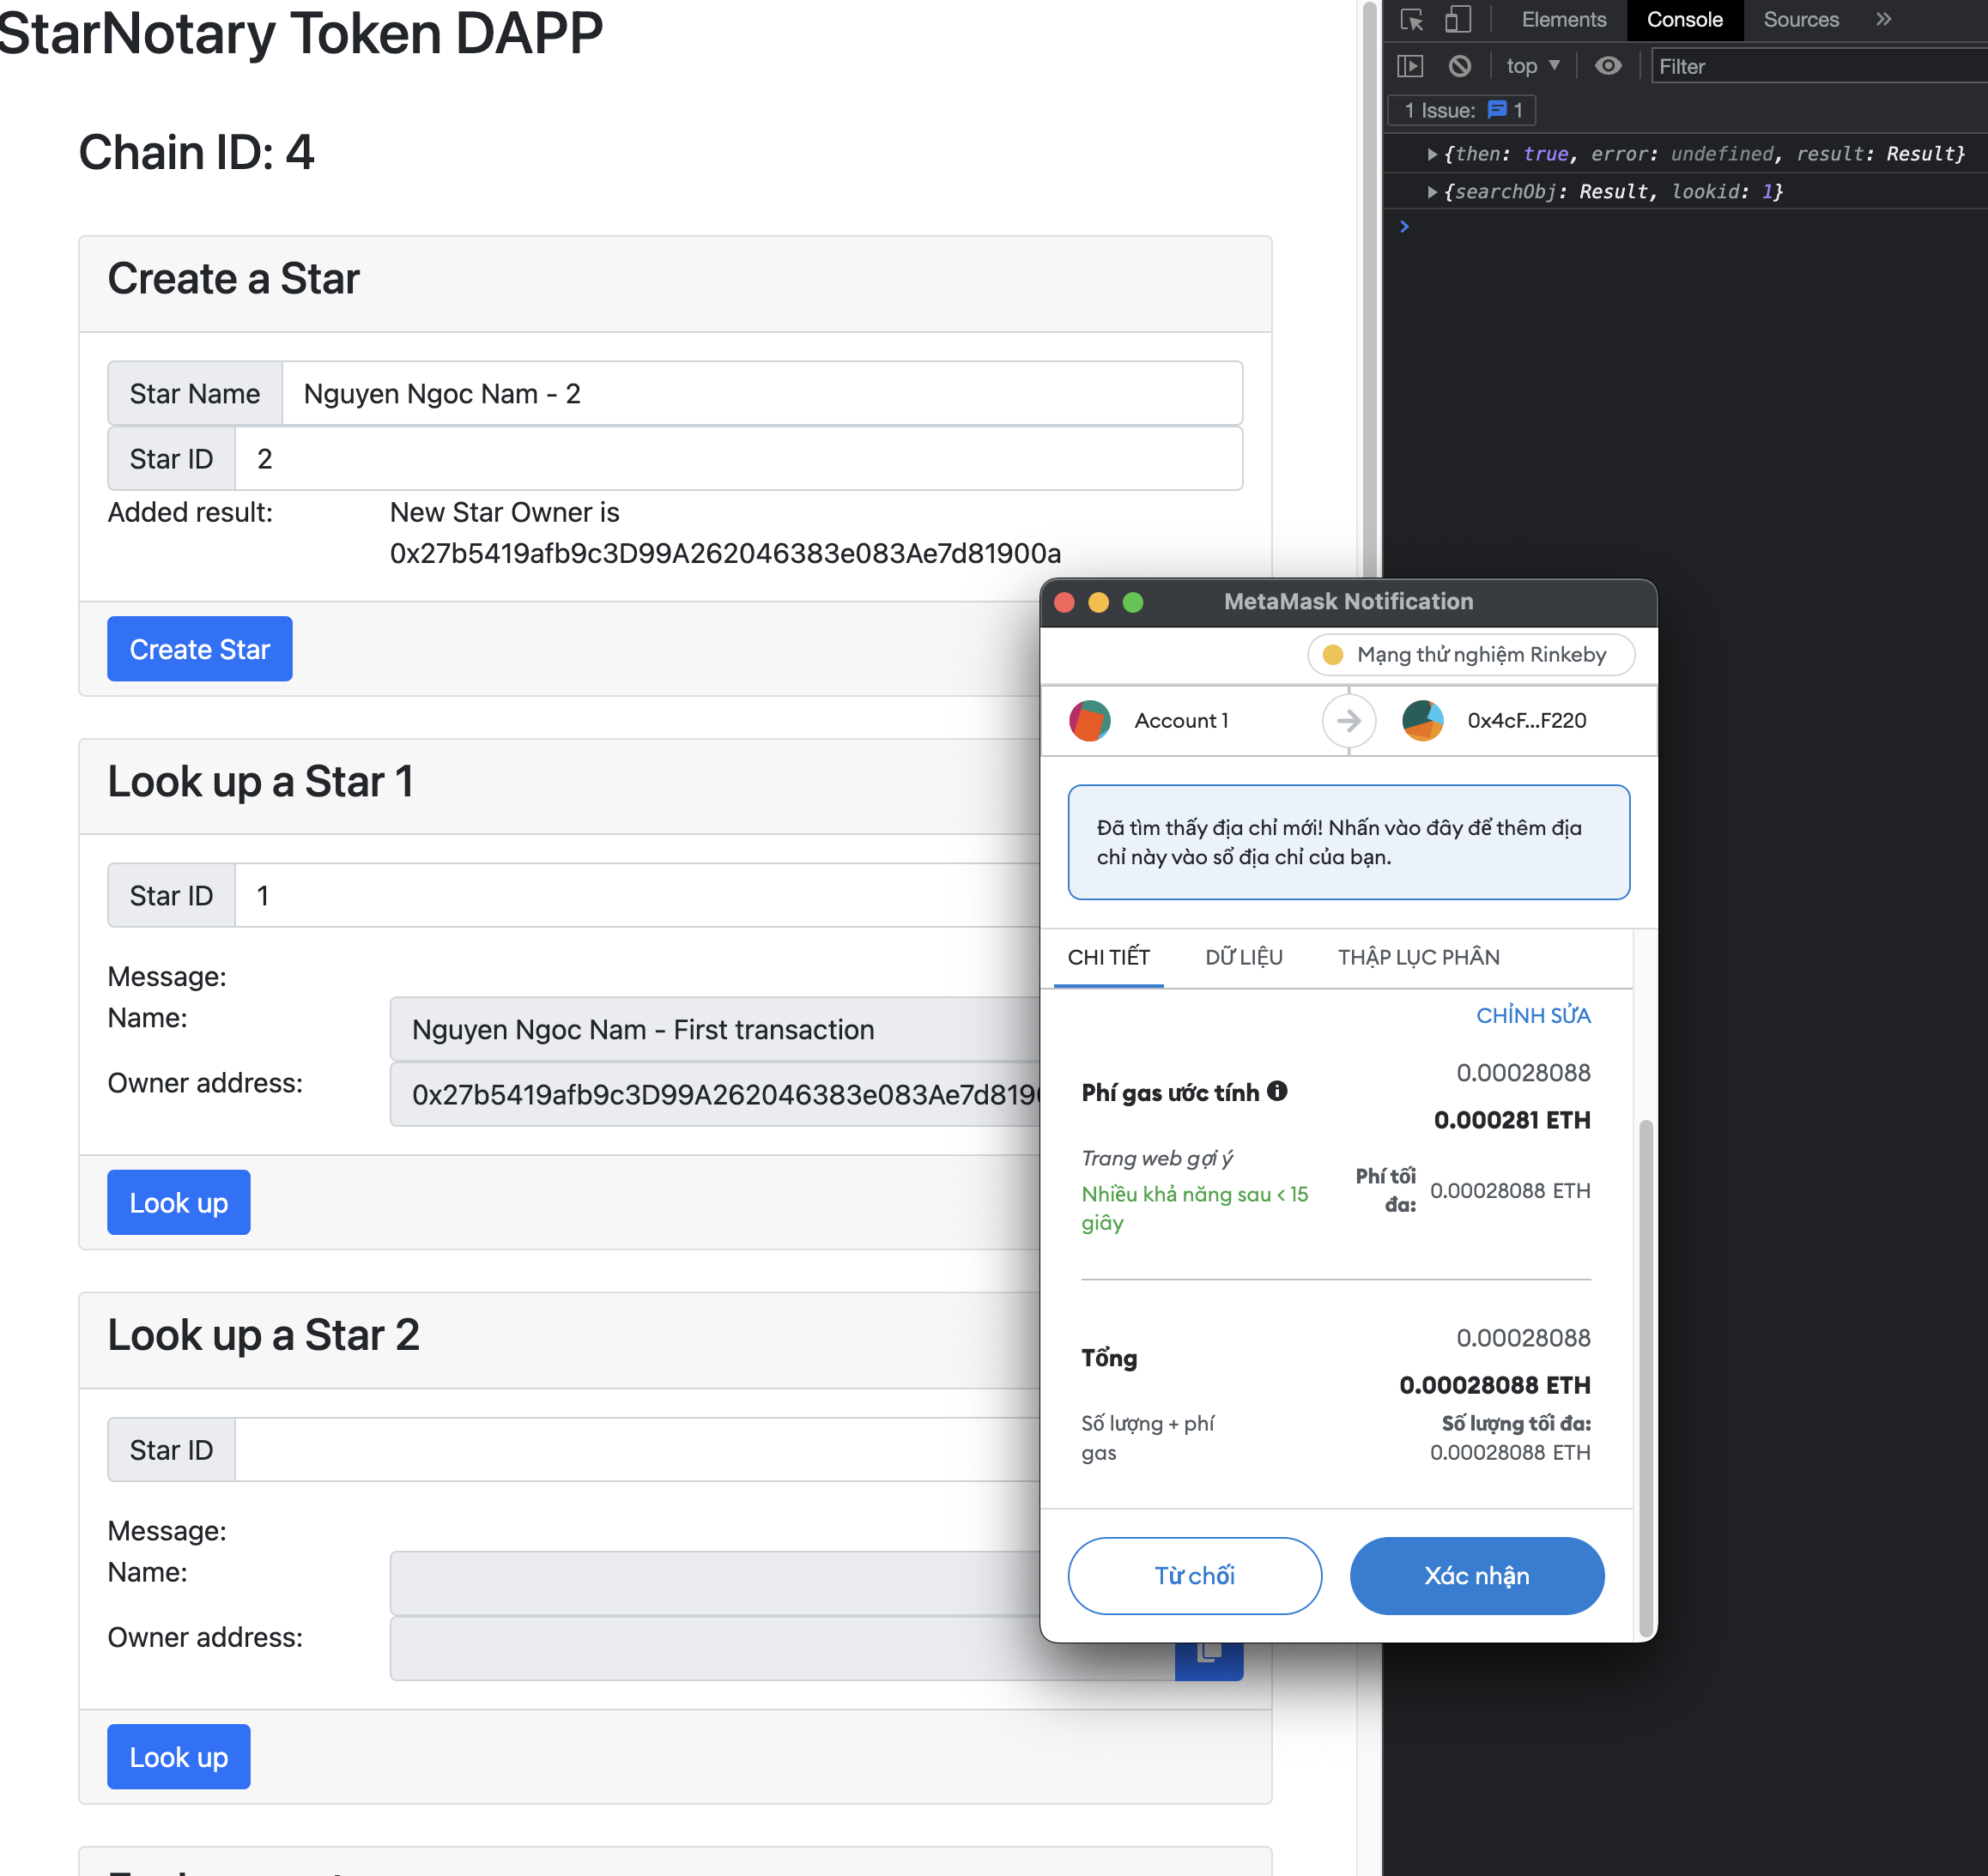 StarNotary Token DAPP
Chain ID: 4
Create a Star
Star Name Nguyen Ngoc Nam - 2
Star ID 2
Added result: New Star Owner is
0x27b5419afb9c3D99A262046383e083Ae7d81900a
Create Star
Look up a Star 1
Star ID 1
Message:
Name: Nguyen Ngoc Nam - First transaction
Owner address: 0x27b5419afb9c3D99A262046383e083Ae7d819
Look up
Look up a Star 2
Star ID
Message:
Name:
Owner address:
Look up
MetaMask Notification
Mạng thử nghiệm Rinkeby
Account 1 0x4cF...F220
Đã tìm thấy địa chỉ mới! Nhấn vào đây để thêm địa
chỉ này vào sổ địa chỉ của bạn.
CHI TIẾT DỮ LIỆU THẬP LỤC PHÂN
CHỈNH SỬA
0.00028088
Phí gas ước tính
0.000281 ETH
Trang web gợi ý
Nhiều khả năng sau < 15
giây
Phí tối
đa: 0.00028088 ETH
0.00028088
Tổng
0.00028088 ETH
Số lượng + phí
gas
Số lượng tối đa:
0.00028088 ETH
Từ chối Xác nhận
Elements Console Sources »
top Filter
1 Issue: 1
{then: true, error: undefined, result: Result}
{searchObj: Result, lookid: 1}